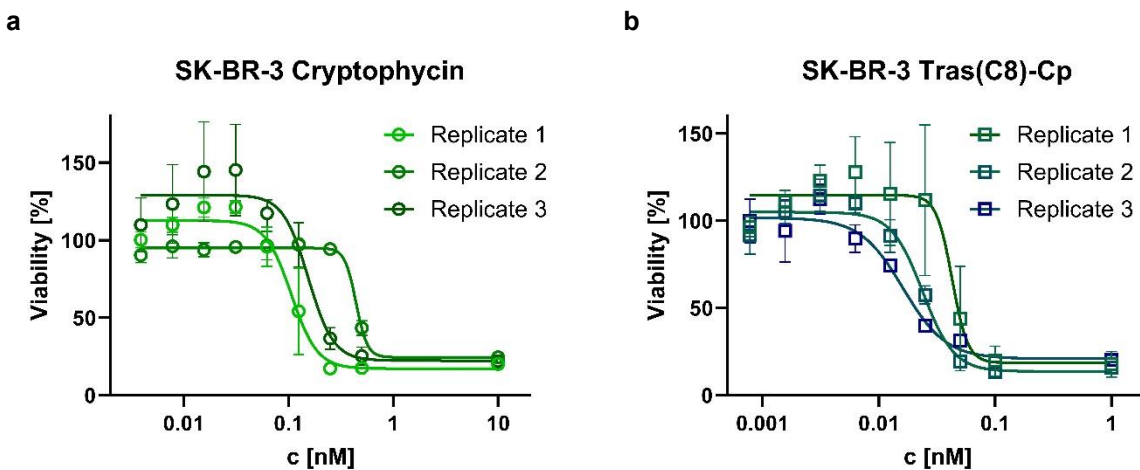 a
SK-BR-3 Cryptophycin
Viability [%]
150
100
50
0
0.01
0.1
1
10
c [nM]
Replicate 1
Replicate 2
Replicate 3
b
SK-BR-3 Tras(C8)-Cp
Viability [%]
150
100
50
0
0.001
0.01
0.1
1
c [nM]
Replicate 1
Replicate 2
Replicate 3